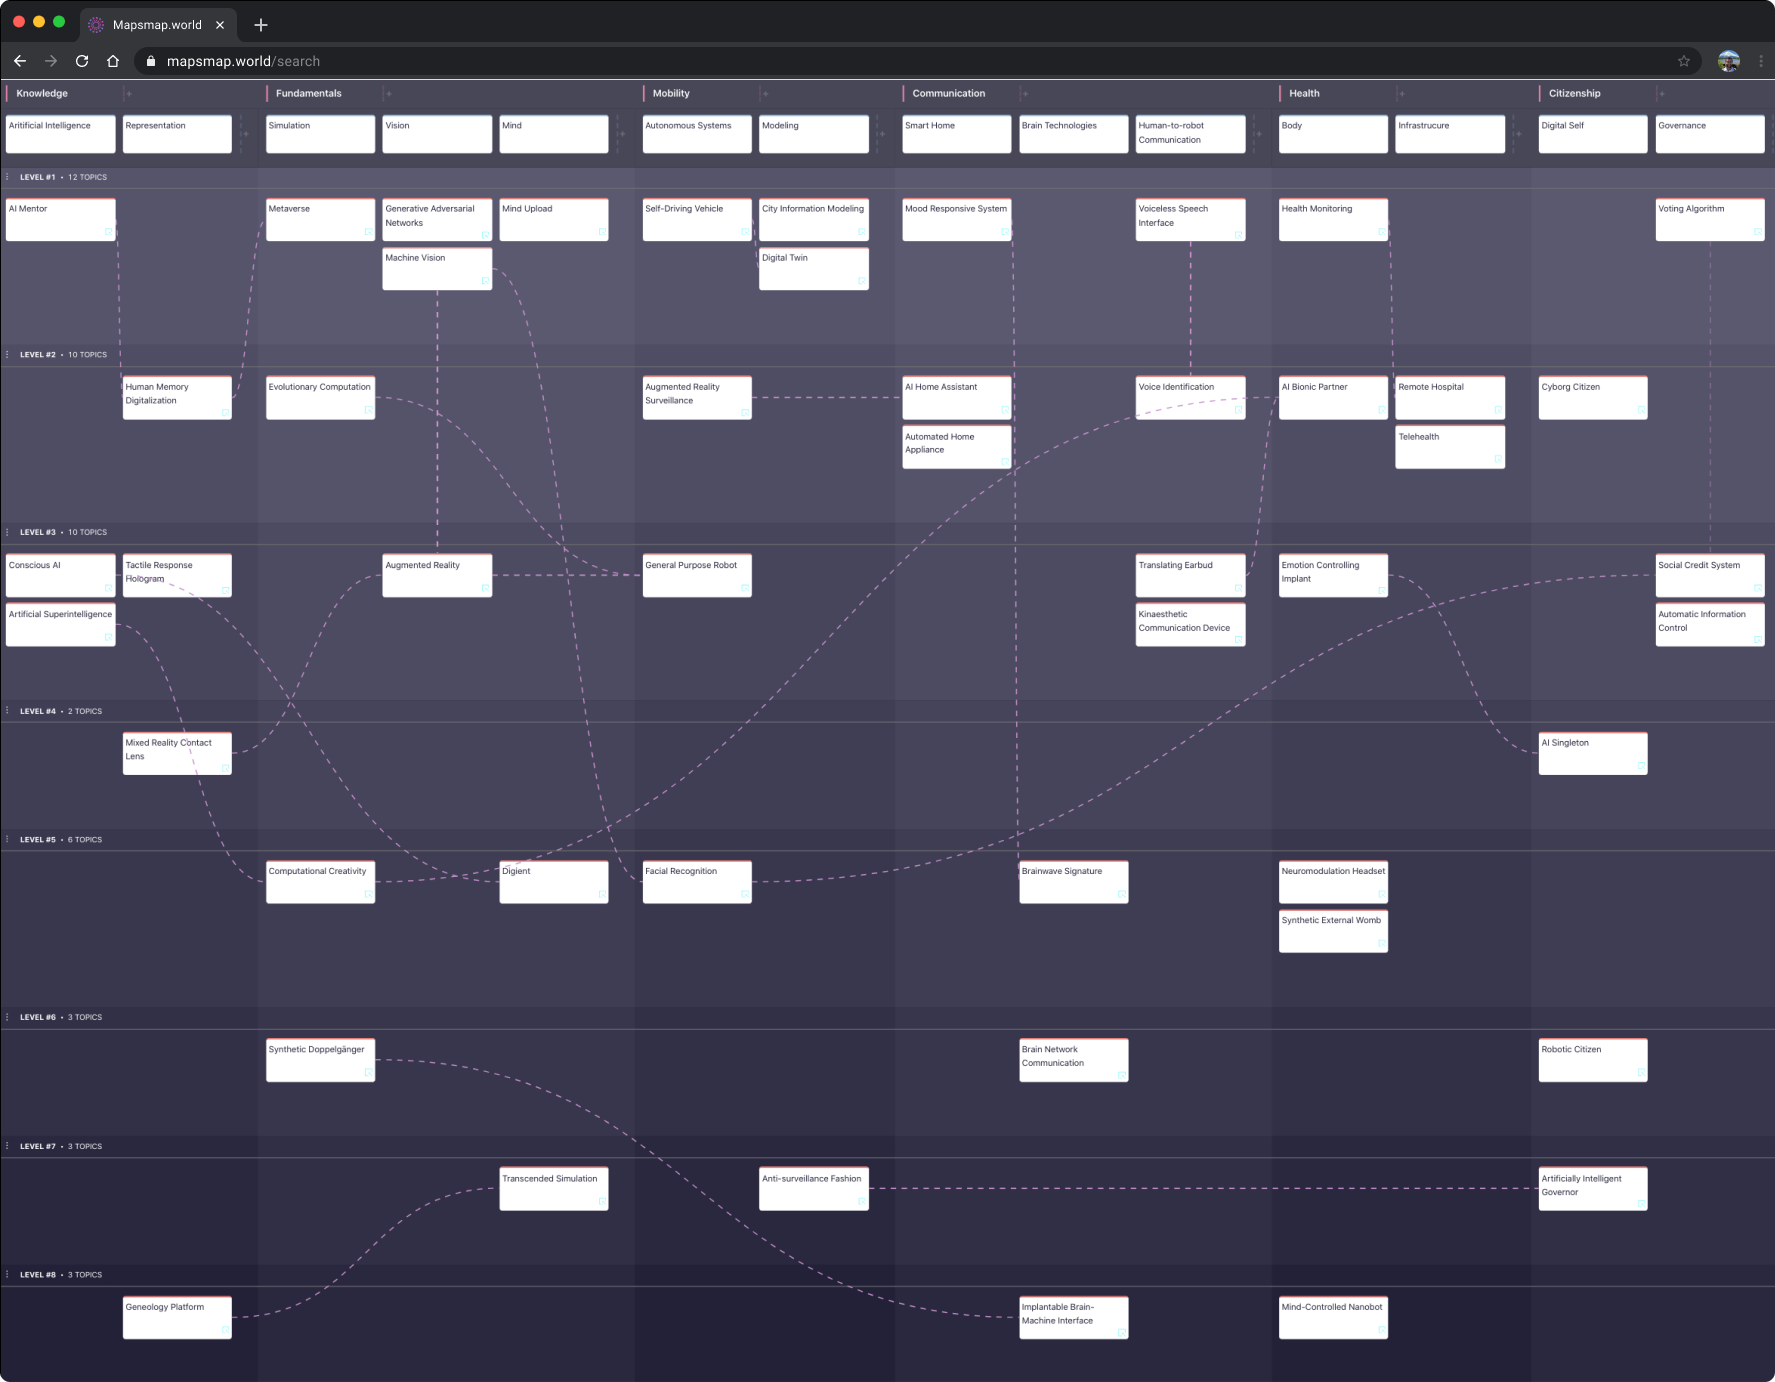 Mapsmap.world
mapsmap.world/search
Knowledge
Fundamentals
Mobility
Communication
Health
Citizenship
Aritificial Intelligence
Representation
Simulation
Vision
Mind
Autonomous Systems
Modeling
Smart Home
Brain Technologies
Human-to-robot
Communication
Body
Infrastrucure
Digital Self
Governance
LEVEL #1 • 12 TOPICS
AI Mentor
Metaverse
Generative Adversarial
Networks
Mind Upload
Self-Driving Vehicle
City Information Modeling
Mood Responsive System
Voiceless Speech
Interface
Health Monitoring
Voting Algorithm
Machine Vision
Digital Twin
LEVEL #2 • 10 TOPICS
Human Memory
Digitalization
Evolutionary Computation
Augmented Reality
Surveillance
AI Home Assistant
Voice Identification
AI Bionic Partner
Remote Hospital
Cyborg Citizen
Automated Home
Appliance
Telehealth
LEVEL #3 • 10 TOPICS
Conscious AI
Tactile Response
Hologram
Augmented Reality
General Purpose Robot
Translating Earbud
Emotion Controlling
Implant
Social Credit System
Artificial Superintelligence
Kinaesthetic
Communication Device
Automatic Information
Control
LEVEL #4 • 2 TOPICS
Mixed Reality Contact
Lens
AI Singleton
LEVEL #5 • 6 TOPICS
Computational Creativity
Digient
Facial Recognition
Brainwave Signature
Neuromodulation Headset
Synthetic External Womb
LEVEL #6 • 3 TOPICS
Synthetic Doppelgänger
Brain Network
Communication
Robotic Citizen
LEVEL #7 • 3 TOPICS
Transcended Simulation
Anti-surveillance Fashion
Artificially Intelligent
Governor
LEVEL #8 • 3 TOPICS
Geneology Platform
Implantable Brain-
Machine Interface
Mind-Controlled Nanobot